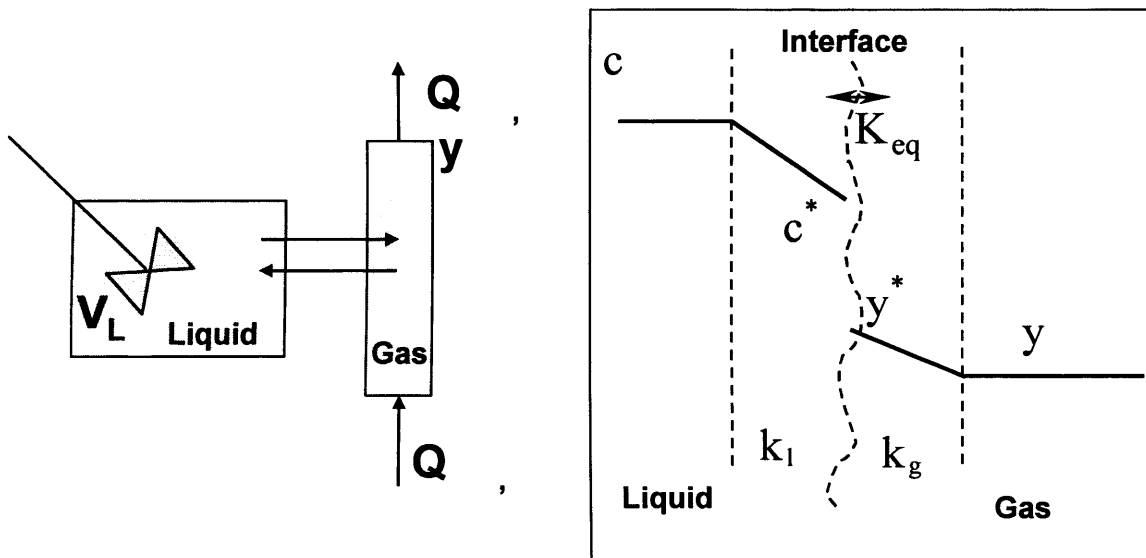 Q ,
y
V_L
Liquid
Gas
Q ,
Interface
c
K_eq
c*
y*
y
k_l
k_g
Liquid
Gas